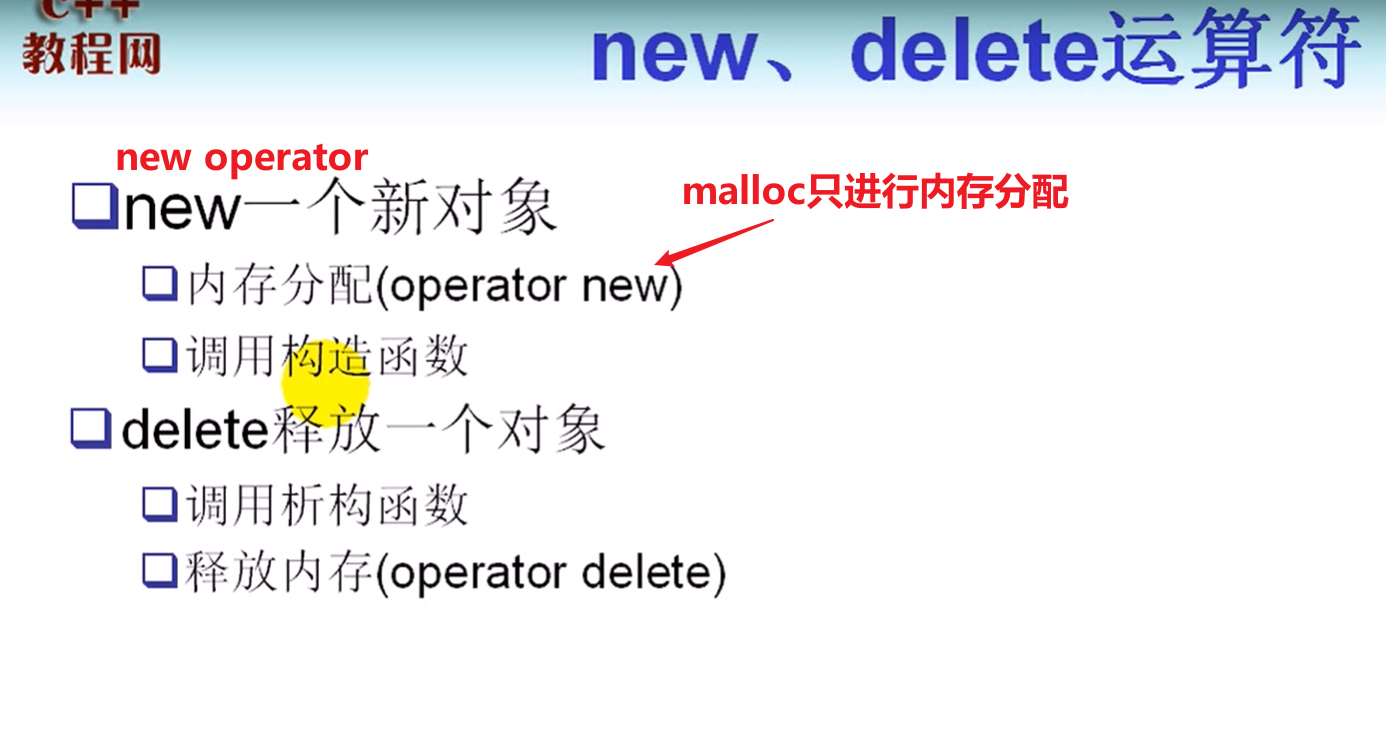 c++
教程网
new、delete运算符
new operator
malloc只进行内存分配
new一个新对象
内存分配(operator new)
调用构造函数
delete释放一个对象
调用析构函数
释放内存(operator delete)